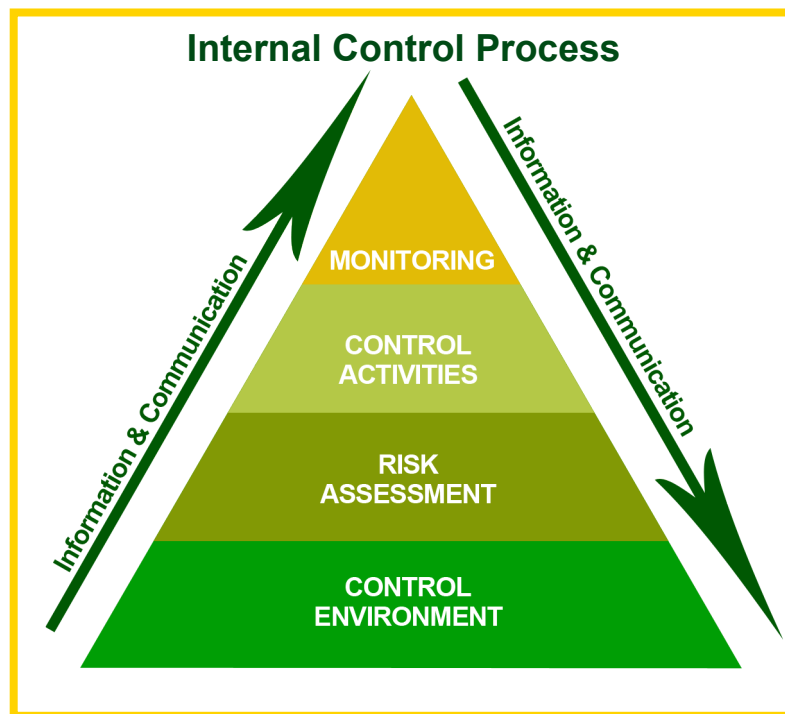 Internal Control Process
Information & Communication
Information & Communication
MONITORING
CONTROL
ACTIVITIES
RISK
ASSESSMENT
CONTROL
ENVIRONMENT